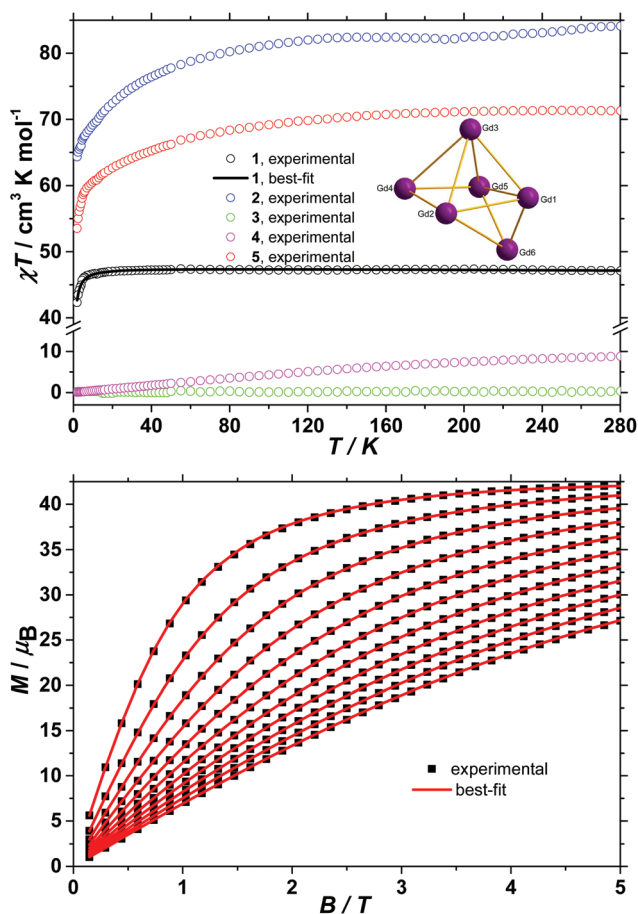 85
80
70
60
50
40
10
0
χT / cm³ K mol⁻¹
1, experimental
1, best-fit
2, experimental
3, experimental
4, experimental
5, experimental
Gd3
Gd4
Gd5
Gd1
Gd2
Gd6
0 40 80 120 160 200 240 280
T / K
40
35
30
25
20
15
10
5
0
M / μB
experimental
best-fit
0 1 2 3 4 5
B / T